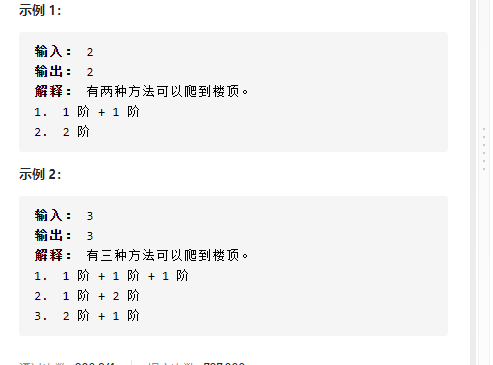 示例 1：
输入： 2
输出： 2
解释： 有两种方法可以爬到楼顶。
1. 1 阶 + 1 阶
2. 2 阶
示例 2：
输入： 3
输出： 3
解释： 有三种方法可以爬到楼顶。
1. 1 阶 + 1 阶 + 1 阶
2. 1 阶 + 2 阶
3. 2 阶 + 1 阶